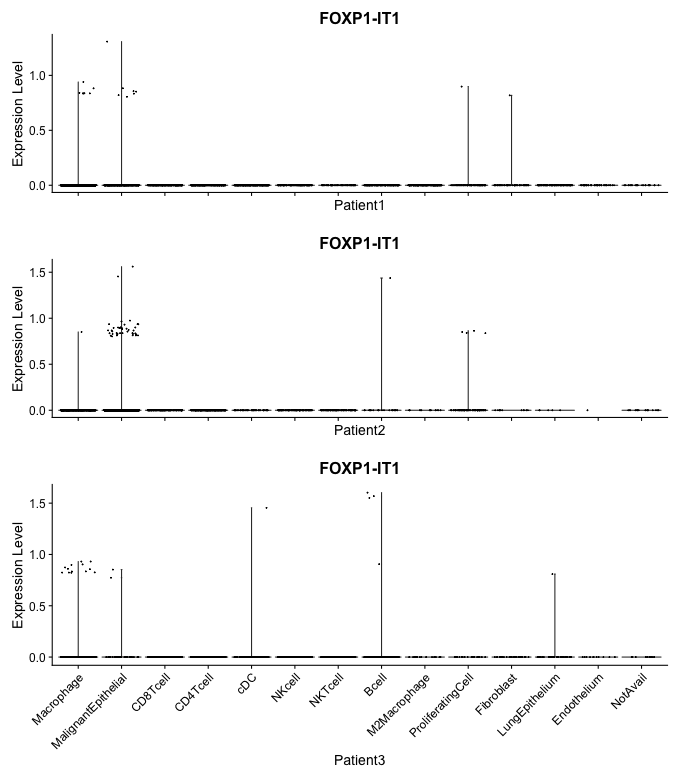 FOXP1-IT1
Expression Level
1.0
0.5
0.0
Patient1
FOXP1-IT1
Expression Level
1.5
1.0
0.5
0.0
Patient2
FOXP1-IT1
Expression Level
1.5
1.0
0.5
0.0
Macrophage
MalignantEpithelial
CD8Tcell
CD4Tcell
cDC
NKcell
NKTcell
Bcell
M2Macrophage
ProliferatingCell
Fibroblast
LungEpithelium
Endothelium
NotAvail
Patient3